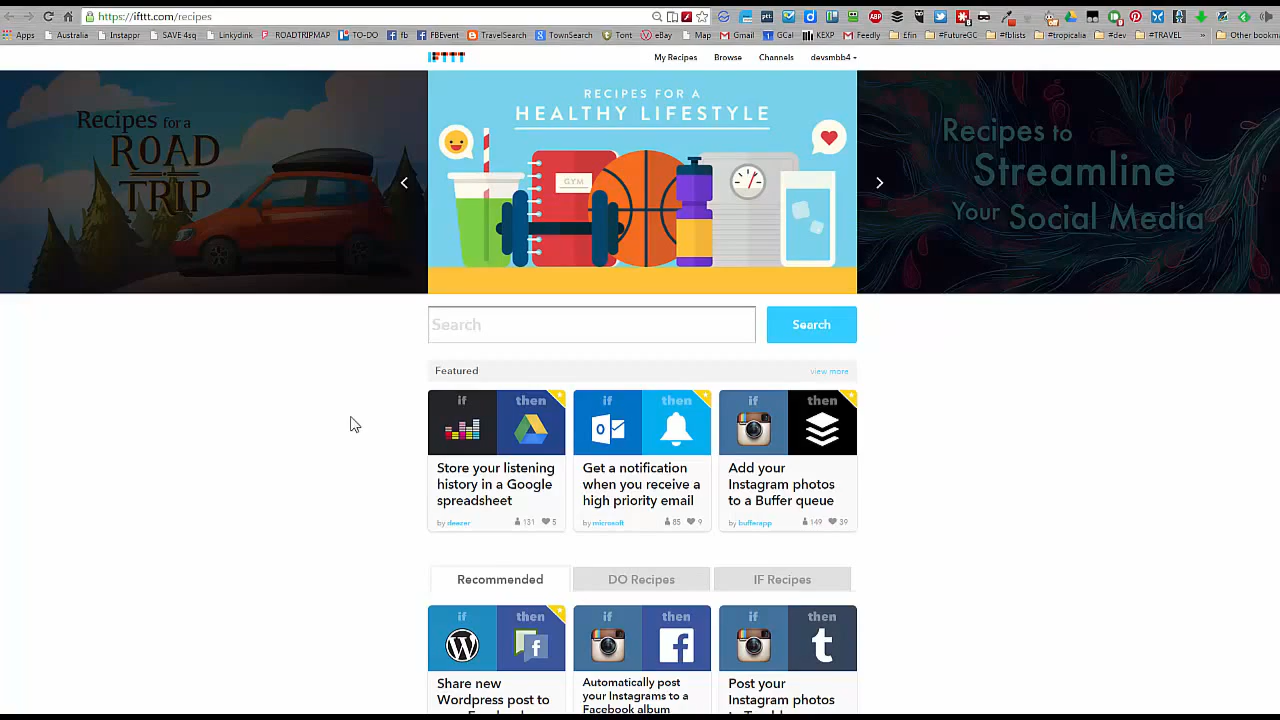 https://ifttt.com/recipes
Apps Australia Instappr SAVE 4sq Linkydink ROADTRIPMAP TO-DO fb FBEvent TravelSearch TownSearch Tont eBay Map Gmail GCal KEXP Feeding Efin #FutureGC #fblists #tropicalia #dev #TRAVEL » Other bookma
IFTTT My Recipes Browse Channels devsmbb4
Recipes for a
ROAD
TRIP
RECIPES FOR A
HEALTHY LIFESTYLE
GYM
Recipes to
Streamline
Your Social Media
Search Search
Featured view more
if then if then if then
Store your listening
history in a Google
spreadsheet
by deezer 131 5
Get a notification
when you receive a
high priority email
by microsoft 85 9
Add your
Instagram photos
to a Buffer queue
by bufferapp 149 39
Recommended DO Recipes IF Recipes
if then if then if then
Share new
Wordpress post to
Automatically post
your Instagrams to a
Facebook album
Post your
Instagram photos